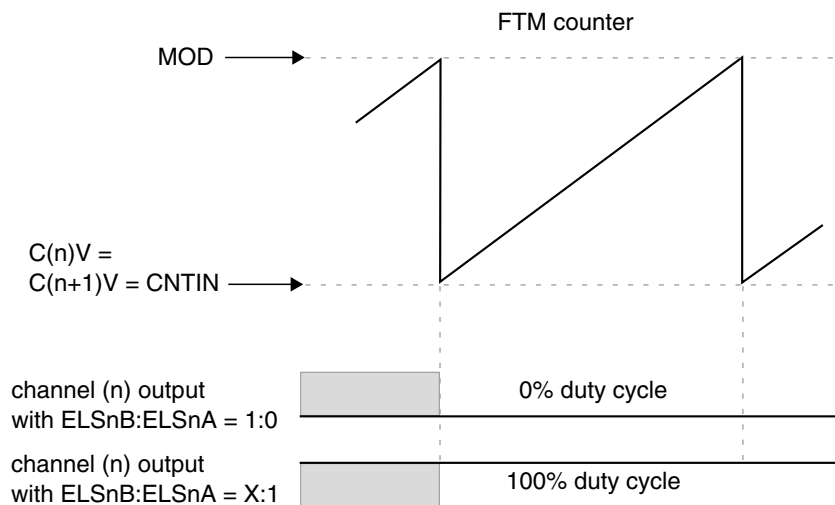 FTM counter
MOD
C(n)V =
C(n+1)V = CNTIN
channel (n) output
with ELSnB:ELSnA = 1:0
0% duty cycle
channel (n) output
with ELSnB:ELSnA = X:1
100% duty cycle